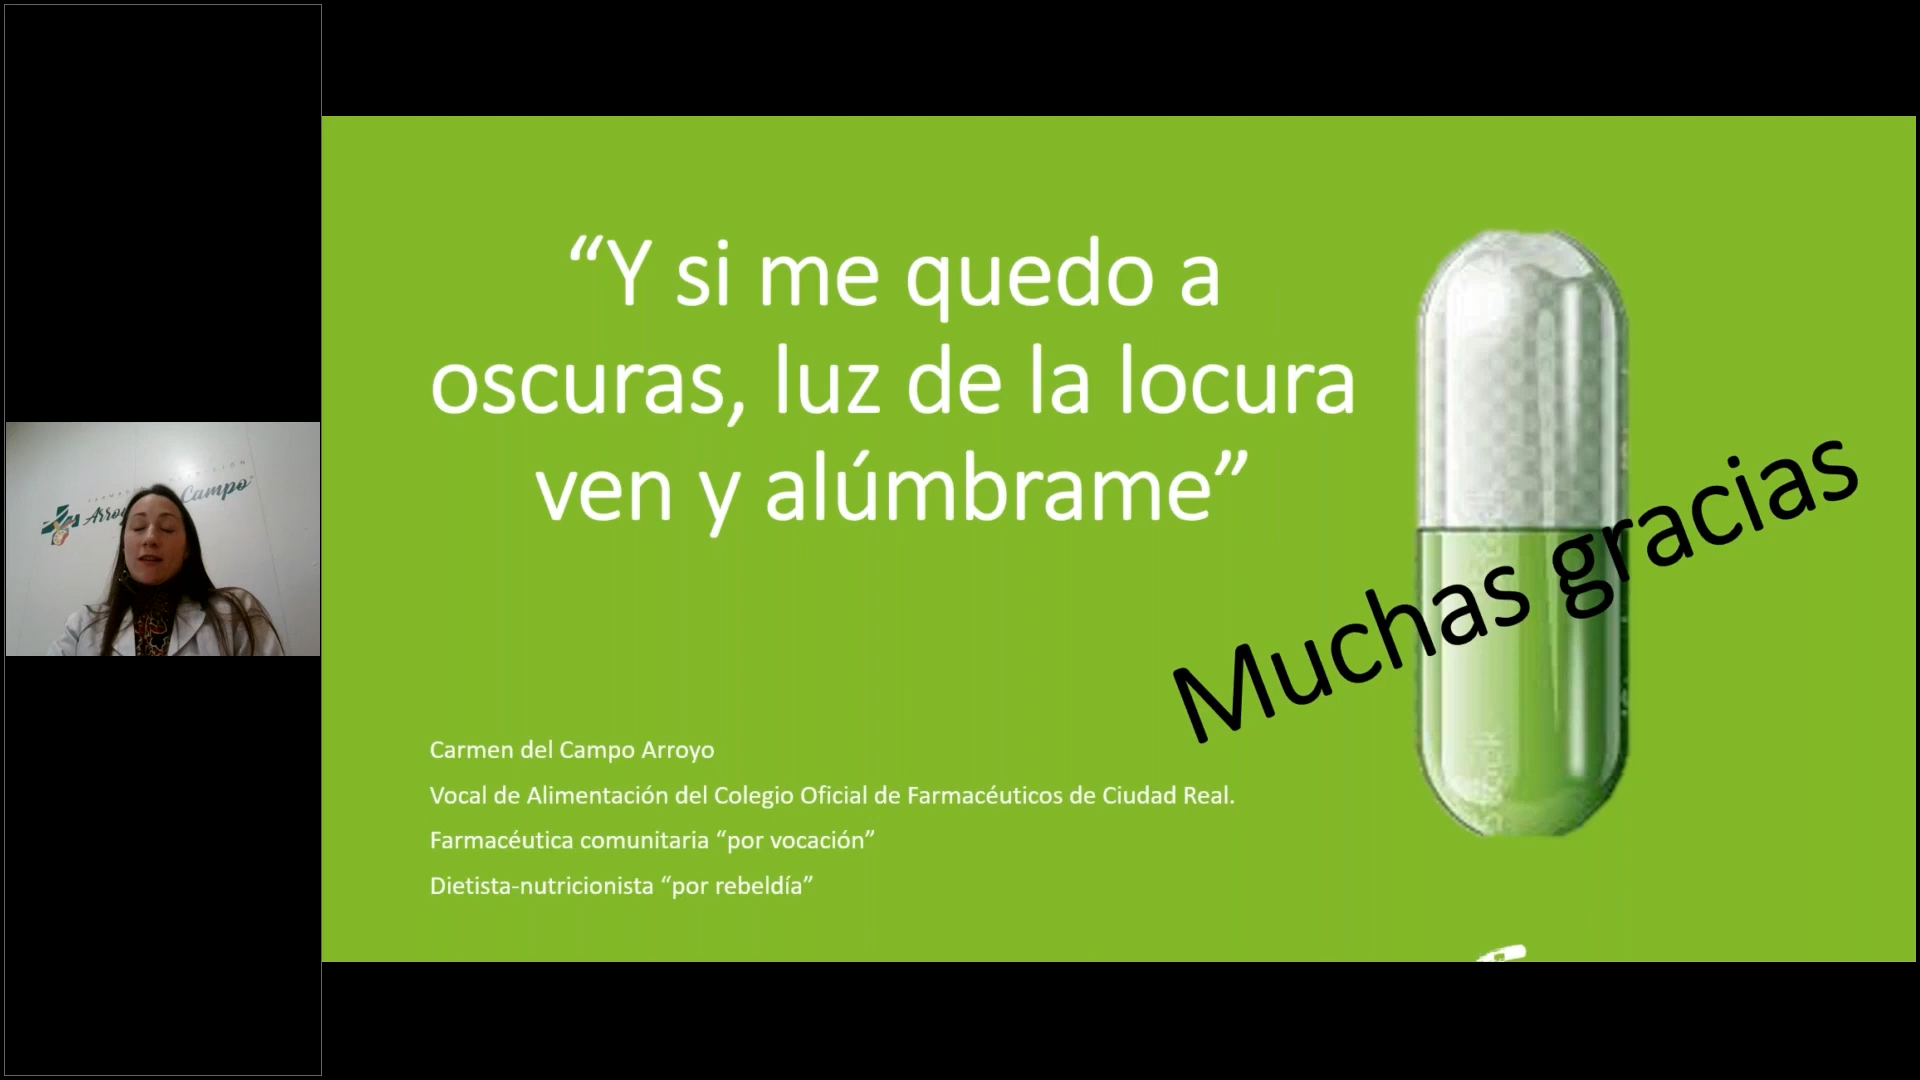 “Y si me quedo a
oscuras, luz de la locura
ven y alúmbrame”
Muchas gracias
Carmen del Campo Arroyo
Vocal de Alimentación del Colegio Oficial de Farmacéuticos de Ciudad Real.
Farmacéutica comunitaria “por vocación”
Dietista-nutricionista “por rebeldía”
Campo